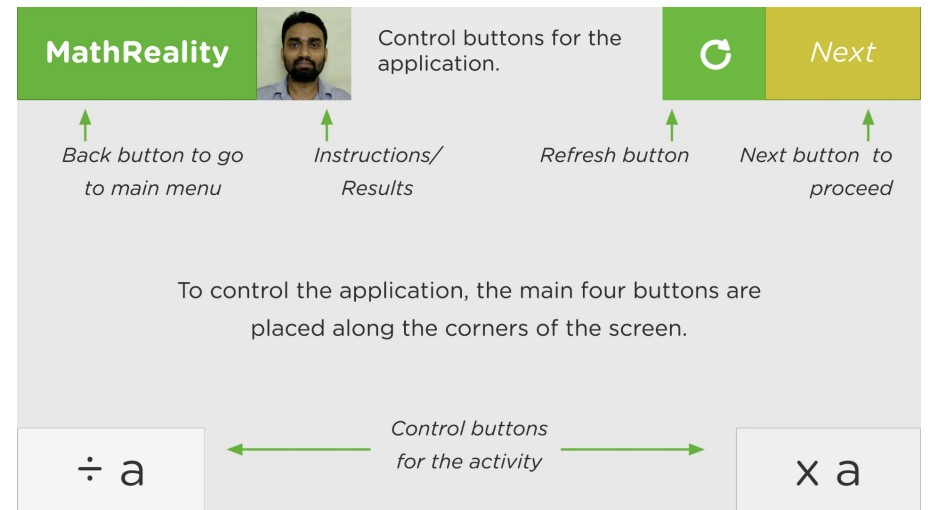 MathReality
Control buttons for the
application.
Next
Back button to go
to main menu
Instructions/
Results
Refresh button
Next button to
proceed
To control the application, the main four buttons are
placed along the corners of the screen.
Control buttons
for the activity
÷ a
x a